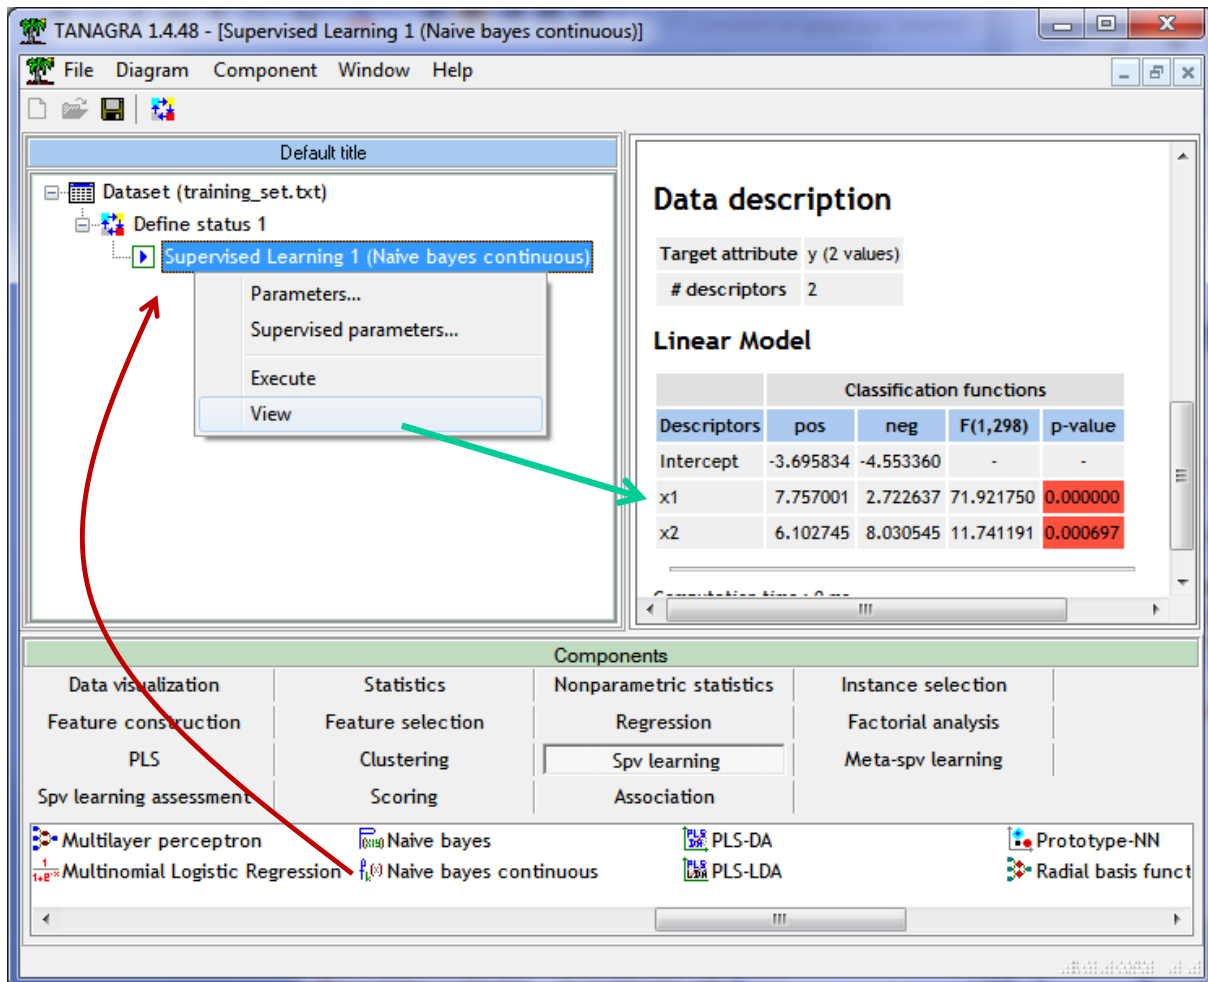 TANAGRA 1.4.48 - [Supervised Learning 1 (Naive bayes continuous)]
File Diagram Component Window Help
Default title
Dataset (training_set.txt)
Define status 1
Supervised Learning 1 (Naive bayes continuous)
Parameters...
Supervised parameters...
Execute
View
Data description
Target attribute y (2 values)
# descriptors 2
Linear Model
Classification functions
Descriptors pos neg F(1,298) p-value
Intercept -3.695834 -4.553360 - -
x1 7.757001 2.722637 71.921750 0.000000
x2 6.102745 8.030545 11.741191 0.000697
Computation time : 0 ms
Components
Data visualization Statistics Nonparametric statistics Instance selection
Feature construction Feature selection Regression Factorial analysis
PLS Clustering Spv learning Meta-spv learning
Spv learning assessment Scoring Association
Multilayer perceptron Naive bayes PLS-DA Prototype-NN
Multinomial Logistic Regression Naive bayes continuous PLS-LDA Radial basis funct